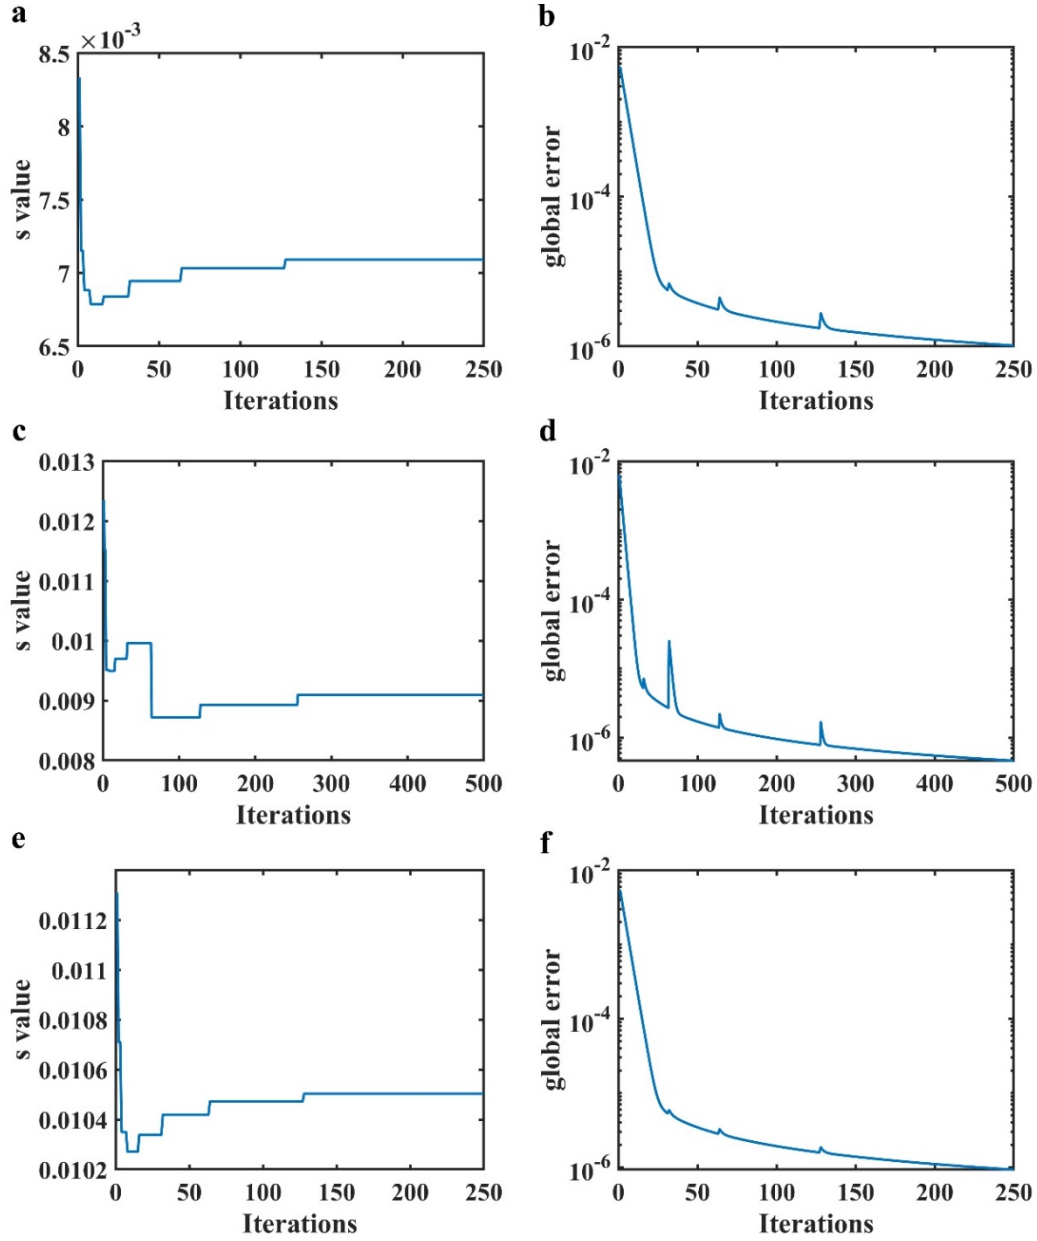 a
×10⁻³
8.5
8
7.5
7
6.5
s value
0 50 100 150 200 250
Iterations
b
10⁻²
10⁻⁴
10⁻⁶
global error
0 50 100 150 200 250
Iterations
c
0.013
0.012
0.011
0.01
0.009
0.008
s value
0 100 200 300 400 500
Iterations
d
10⁻²
10⁻⁴
10⁻⁶
global error
0 100 200 300 400 500
Iterations
e
0.0112
0.011
0.0108
0.0106
0.0104
0.0102
s value
0 50 100 150 200 250
Iterations
f
10⁻²
10⁻⁴
10⁻⁶
global error
0 50 100 150 200 250
Iterations